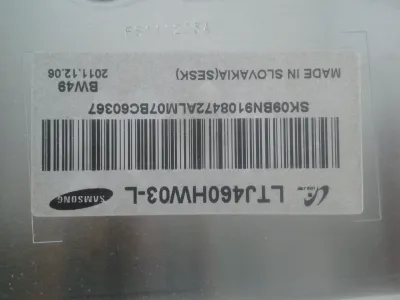 SAMSUNG
LTJ460HW03-L
SK09BN9108472ALM07BC60367
BW49
MADE IN SLOVAKIA(SESK)
2011.12.06